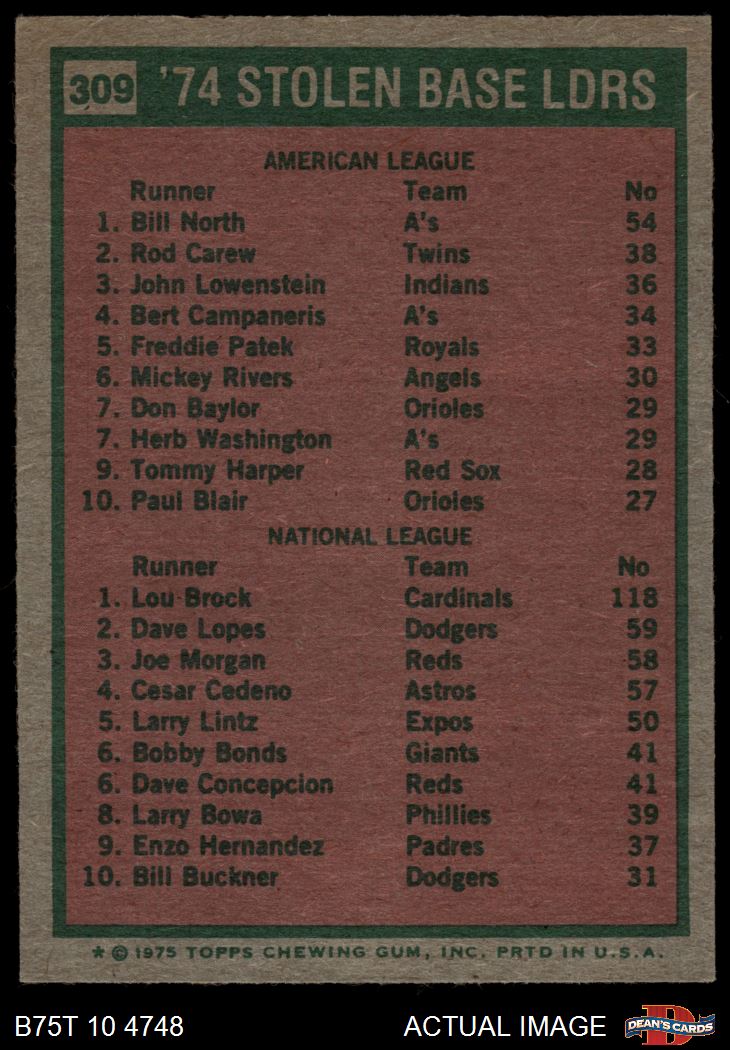 309 '74 STOLEN BASE LDRS
AMERICAN LEAGUE
Runner Team No
1. Bill North A's 54
2. Rod Carew Twins 38
3. John Lowenstein Indians 36
4. Bert Campaneris A's 34
5. Freddie Patek Royals 33
6. Mickey Rivers Angels 30
7. Don Baylor Orioles 29
7. Herb Washington A's 29
9. Tommy Harper Red Sox 28
10. Paul Blair Orioles 27
NATIONAL LEAGUE
Runner Team No
1. Lou Brock Cardinals 118
2. Dave Lopes Dodgers 59
3. Joe Morgan Reds 58
4. Cesar Cedeno Astros 57
5. Larry Lintz Expos 50
6. Bobby Bonds Giants 41
6. Dave Concepcion Reds 41
8. Larry Bowa Phillies 39
9. Enzo Hernandez Padres 37
10. Bill Buckner Dodgers 31
* © 1975 TOPPS CHEWING GUM, INC. PRTD IN U.S.A.
B75T 10 4748 ACTUAL IMAGE DEAN'S CARDS